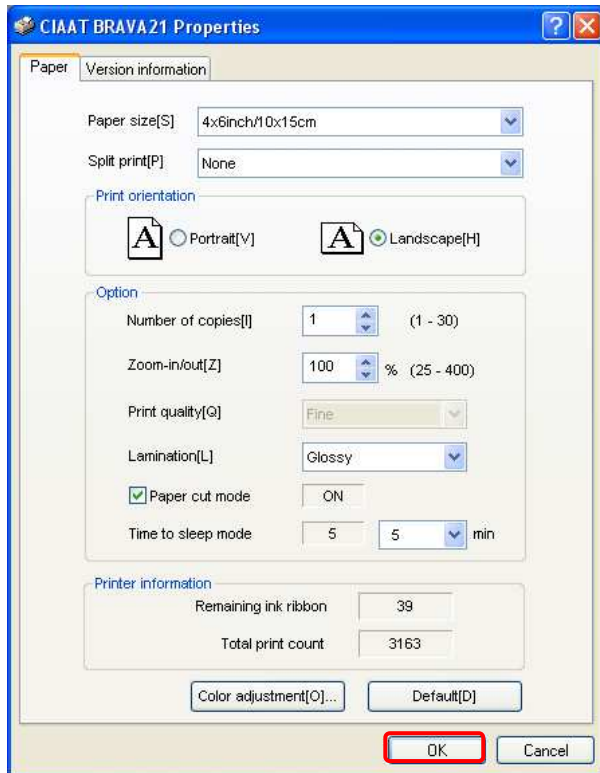 CIAAT BRAVA21 Properties
Paper Version information
Paper size[S] 4x6inch/10x15cm
Split print[P] None
Print orientation
A Portrait[V] A Landscape[H]
Option
Number of copies[I] 1 (1 - 30)
Zoom-in/out[Z] 100 % (25 - 400)
Print quality[Q] Fine
Lamination[L] Glossy
Paper cut mode ON
Time to sleep mode 5 5 min
Printer information
Remaining ink ribbon 39
Total print count 3163
Color adjustment[O]... Default[D]
OK Cancel